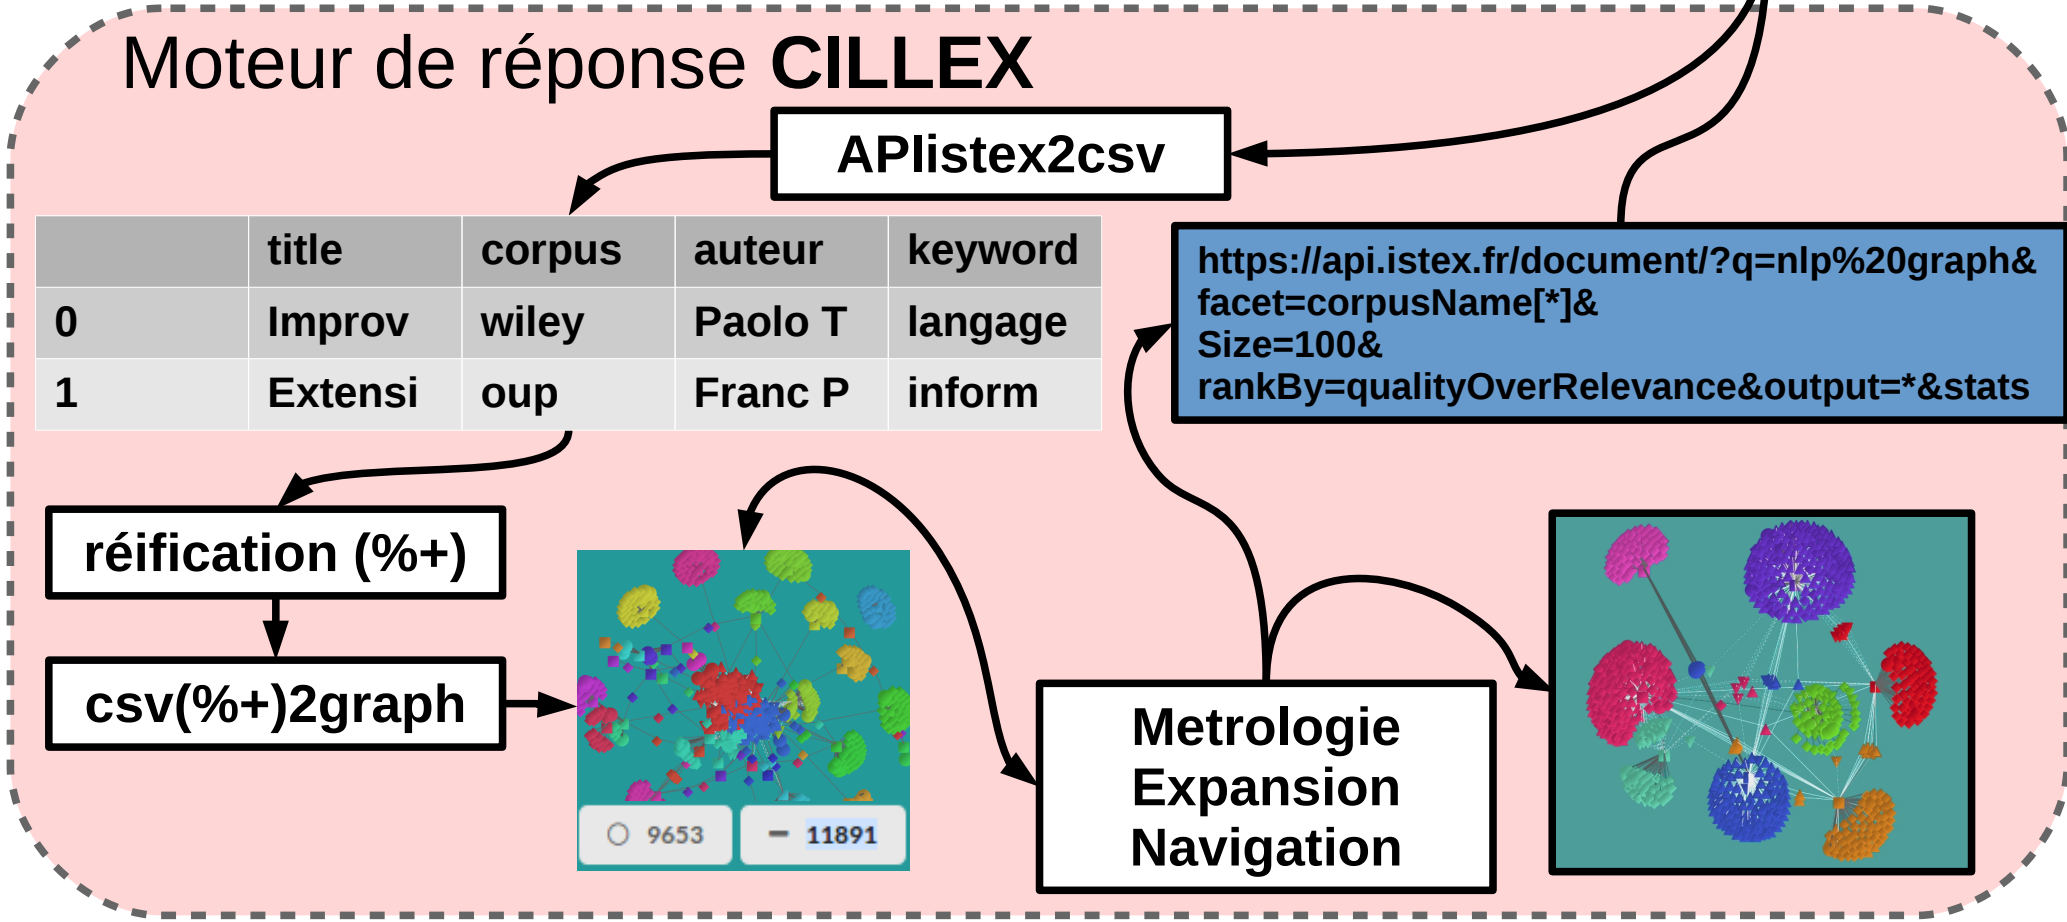 Moteur de réponse CILLEX
APIistex2csv
title corpus auteur keyword
0 Improv wiley Paolo T langage
1 Extensi oup Franc P inform
https://api.istex.fr/document/?q=nlp%20graph&
facet=corpusName[*]&
Size=100&
rankBy=qualityOverRelevance&output=*&stats
réification (%+)
csv(%+)2graph
9653 11891
Metrologie
Expansion
Navigation